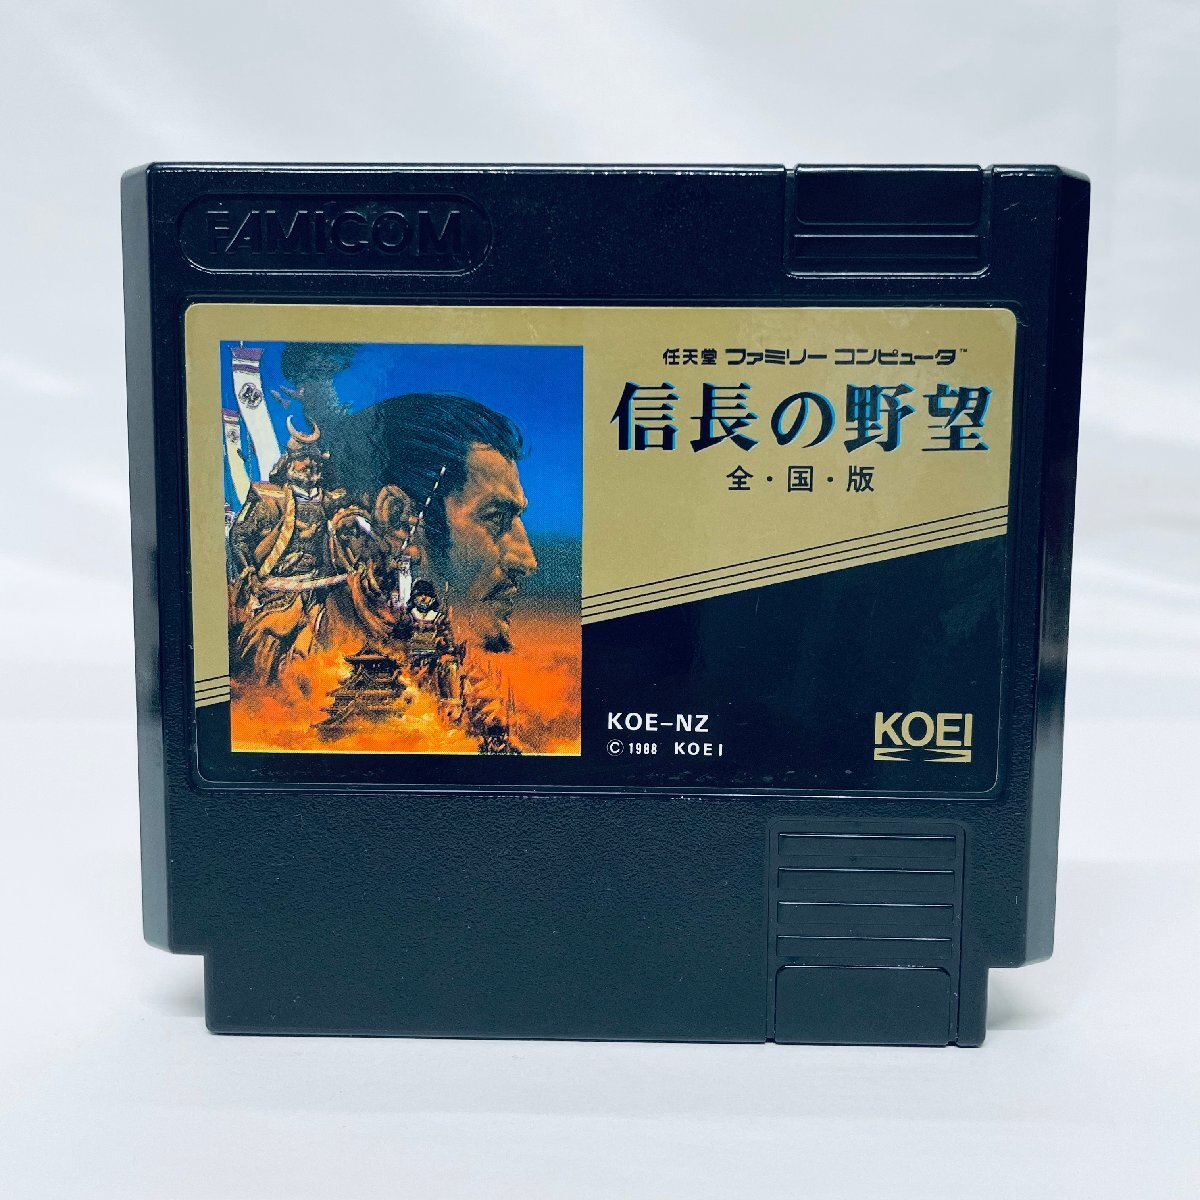 FAMICOM
任天堂 ファミリー コンピュータ™
信長の野望
全・国・版
KOE-NZ
© 1988 KOEI
KOEI